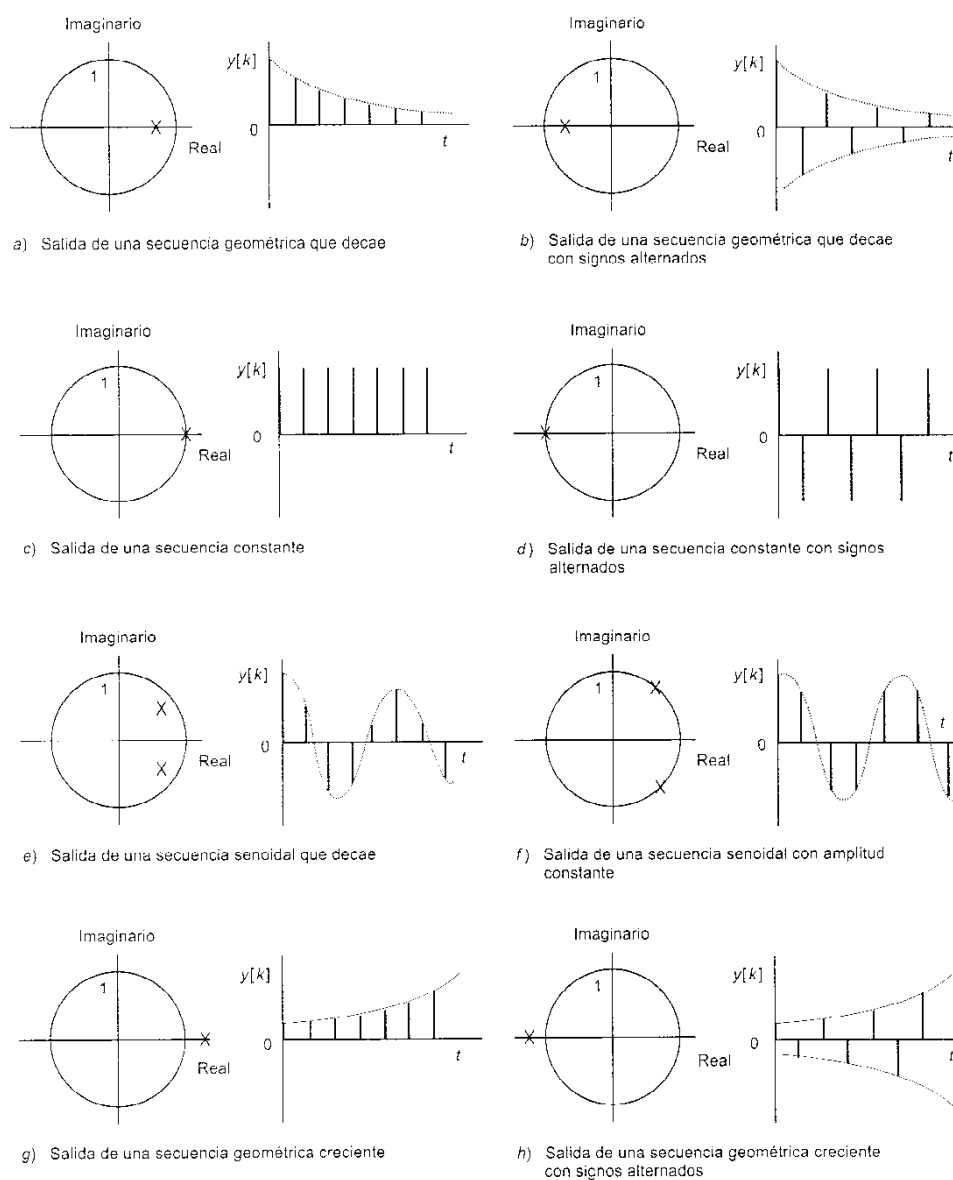 Imaginario
1
Real
y[k]
0
t
a) Salida de una secuencia geométrica que decae
Imaginario
1
Real
y[k]
0
t
b) Salida de una secuencia geométrica que decae
con signos alternados
Imaginario
1
Real
y[k]
0
t
c) Salida de una secuencia constante
Imaginario
1
Real
y[k]
0
t
d) Salida de una secuencia constante con signos
alternados
Imaginario
1
Real
y[k]
0
t
e) Salida de una secuencia senoidal que decae
Imaginario
1
Real
y[k]
0
t
f) Salida de una secuencia senoidal con amplitud
constante
Imaginario
1
Real
y[k]
0
t
g) Salida de una secuencia geométrica creciente
Imaginario
1
Real
y[k]
0
t
h) Salida de una secuencia geométrica creciente
con signos alternados